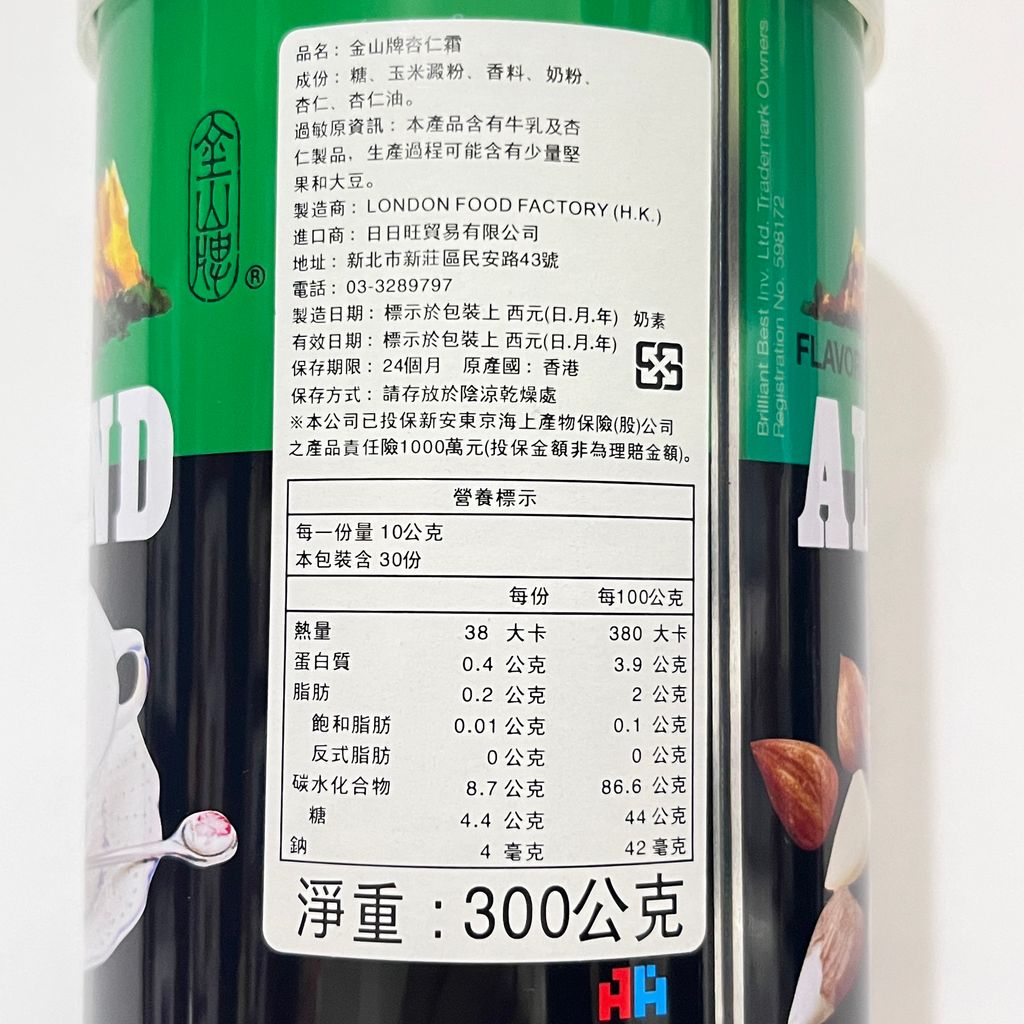 品名：金山牌杏仁霜
成份：糖、玉米澱粉、香料、奶粉、
杏仁、杏仁油。
過敏原資訊：本產品含有牛乳及杏
仁製品，生產過程可能含有少量堅
果和大豆。
製造商：LONDON FOOD FACTORY (H.K.)
進口商：日日旺貿易有限公司
地址：新北市新莊區民安路43號
電話：03-3289797
製造日期：標示於包裝上 西元(日.月.年) 奶素
有效日期：標示於包裝上 西元(日.月.年)
保存期限：24個月 原產國：香港
保存方式：請存放於陰涼乾燥處
※本公司已投保新安東京海上產物保險(股)公司
之產品責任險1000萬元(投保金額非為理賠金額)。
營養標示
每一份量 10公克
本包裝含 30份
每份 每100公克
熱量 38 大卡 380 大卡
蛋白質 0.4 公克 3.9 公克
脂肪 0.2 公克 2 公克
飽和脂肪 0.01 公克 0.1 公克
反式脂肪 0 公克 0 公克
碳水化合物 8.7 公克 86.6 公克
糖 4.4 公克 44 公克
鈉 4 毫克 42 毫克
淨重：300公克
金山牌®
ND
Brilliant Best Inv. Ltd. Trademark Owners
Registration No. 598172
FLAVO
A